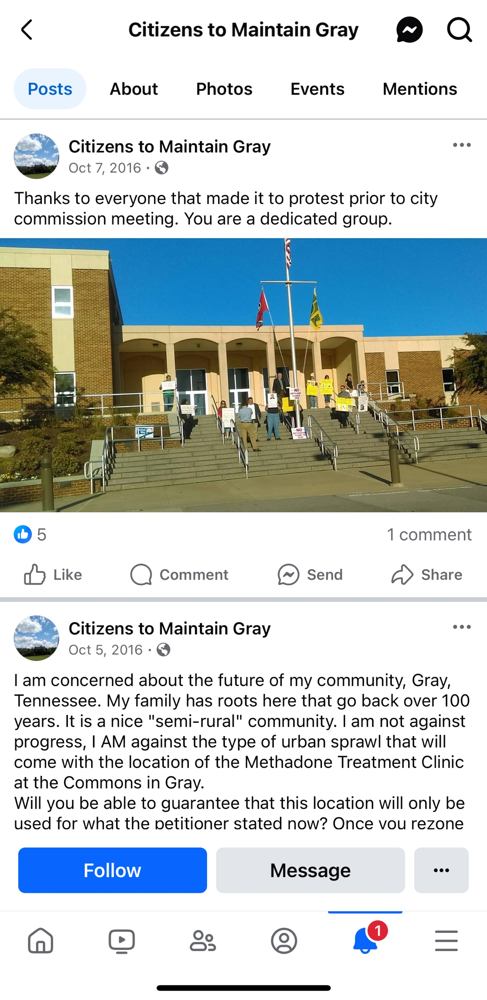 Citizens to Maintain Gray
Posts
About
Photos
Events
Mentions
Citizens to Maintain Gray
Oct 7, 2016 ·
Thanks to everyone that made it to protest prior to city
commission meeting. You are a dedicated group.
NO
METHADONE
CLINIC
GRAY
United
Way
NO
METHADONE
CLINIC IN
GRAY
5
1 comment
Like
Comment
Send
Share
Citizens to Maintain Gray
Oct 5, 2016 ·
I am concerned about the future of my community, Gray,
Tennessee. My family has roots here that go back over 100
years. It is a nice "semi-rural" community. I am not against
progress, I AM against the type of urban sprawl that will
come with the location of the Methadone Treatment Clinic
at the Commons in Gray.
Will you be able to guarantee that this location will only be
used for what the petitioner stated now? Once you rezone
Follow
Message
1